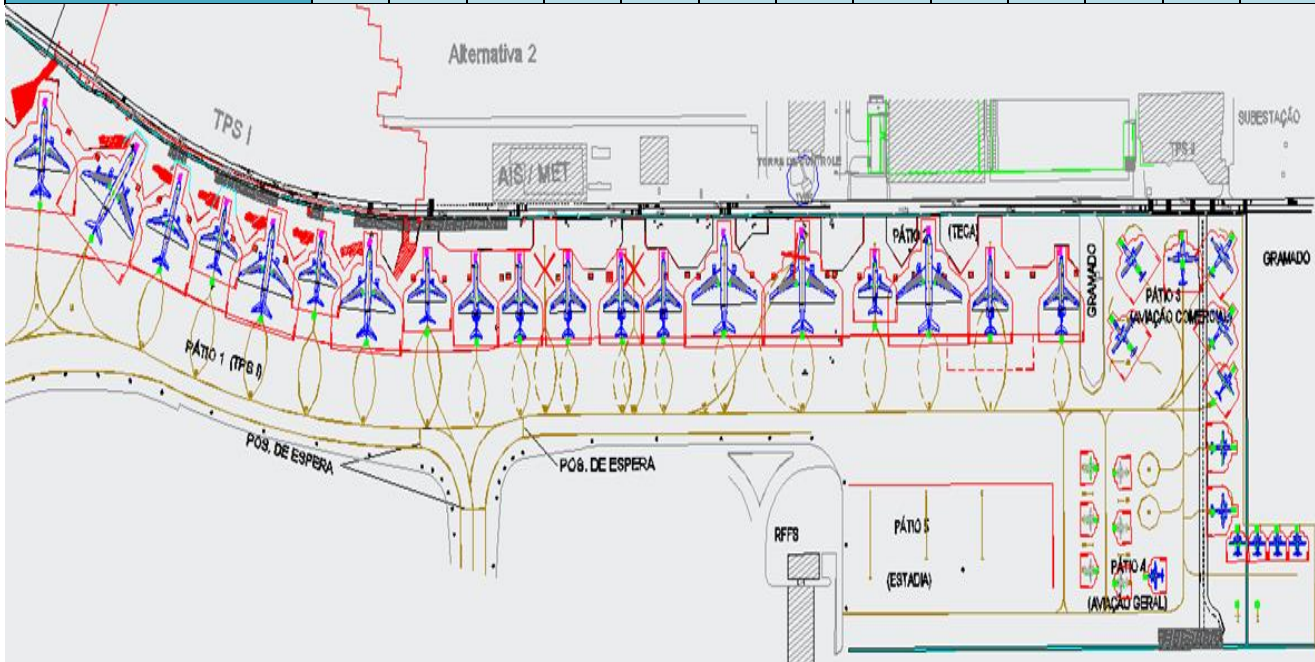 Alternativa 2
TPS I
AIS / MET
TORRE DE CONTROLE
TPS II
SUBESTAÇÃO
PÁTIO 2
(TECA)
GRAMADO
PÁTIO 3
(AVIAÇÃO COMERCIAL)
GRAMADO
PÁTIO 1 (TPS I)
POS. DE ESPERA
POS. DE ESPERA
RFFS
PÁTIO 5
(ESTADIA)
PÁTIO 4
(AVIAÇÃO GERAL)